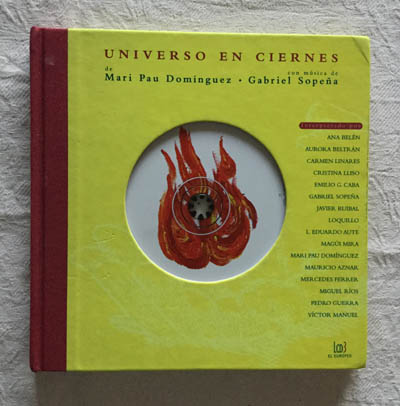 UNIVERSO EN CIERNES
de
con música de
Mari Pau Domínguez • Gabriel Sopeña
interpretado por
ANA BELÉN
AURORA BELTRÁN
CARMEN LINARES
CRISTINA LLISO
EMILIO G. CABA
GABRIEL SOPEÑA
JAVIER RUIBAL
LOQUILLO
L. EDUARDO AUTE
MAGÜI MIRA
MARI PAU DOMÍNGUEZ
MAURICIO AZNAR
MERCEDES FERRER
MIGUEL RÍOS
PEDRO GUERRA
VÍCTOR MANUEL
EL EUROPEO